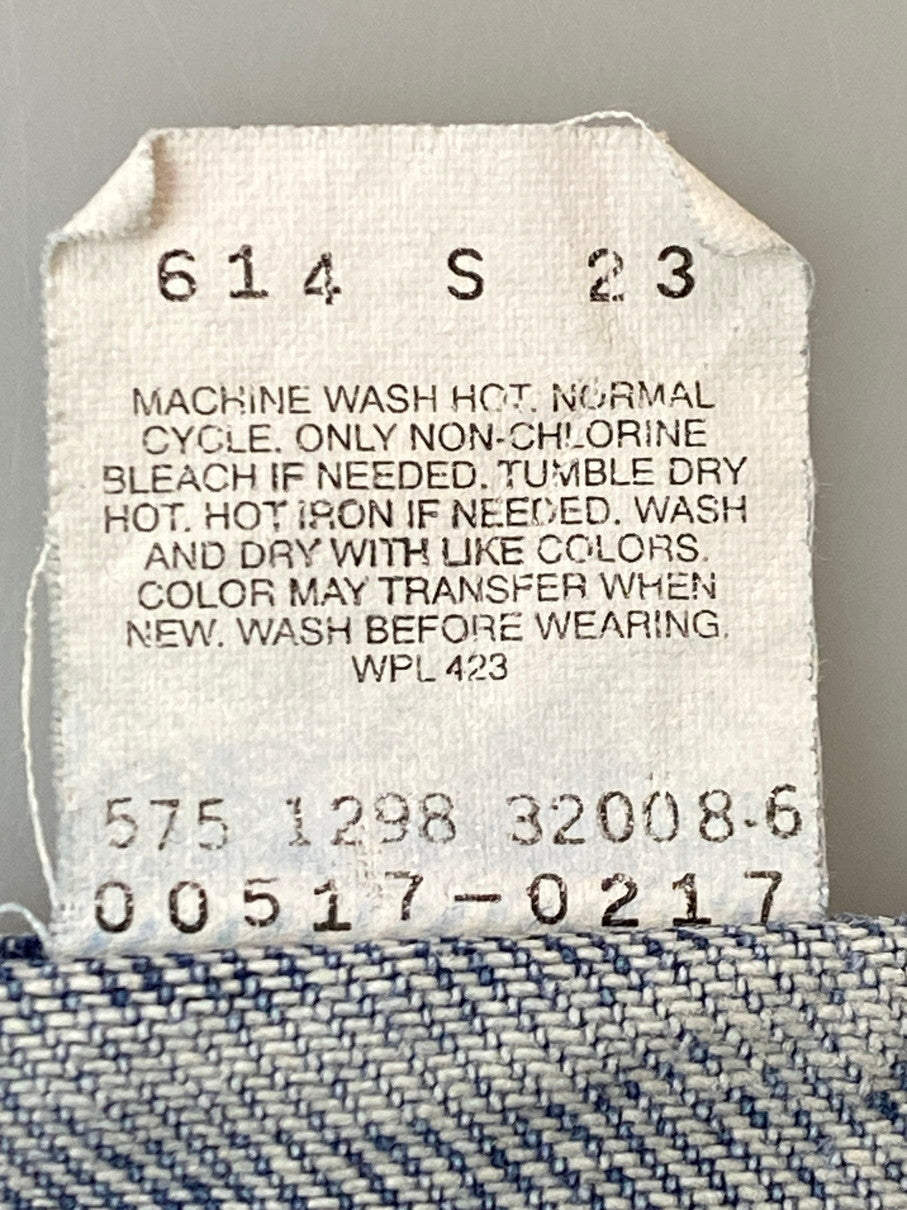 614 S 23
MACHINE WASH HOT. NORMAL
CYCLE. ONLY NON-CHLORINE
BLEACH IF NEEDED. TUMBLE DRY
HOT. HOT IRON IF NEEDED. WASH
AND DRY WITH LIKE COLORS.
COLOR MAY TRANSFER WHEN
NEW. WASH BEFORE WEARING.
WPL 423
575 1298 32008-6
00517-0217